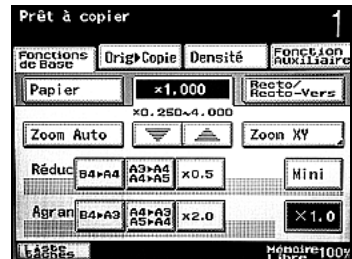 Prêt à copier 1
Fonctions de Base
Orig▶Copie
Densité
Fonction Auxiliaire
Papier
×1,000
Recto/
Recto-Vers
×0.250~4.000
Zoom Auto
Zoom XY
Réduc
B4▶A4
A3▶A4
A4▶A5
×0.5
Mini
Agran
B4▶A3
A4▶A3
A5▶A4
×2.0
×1.0
Liste
tâches
Mémoire 100%
Libre